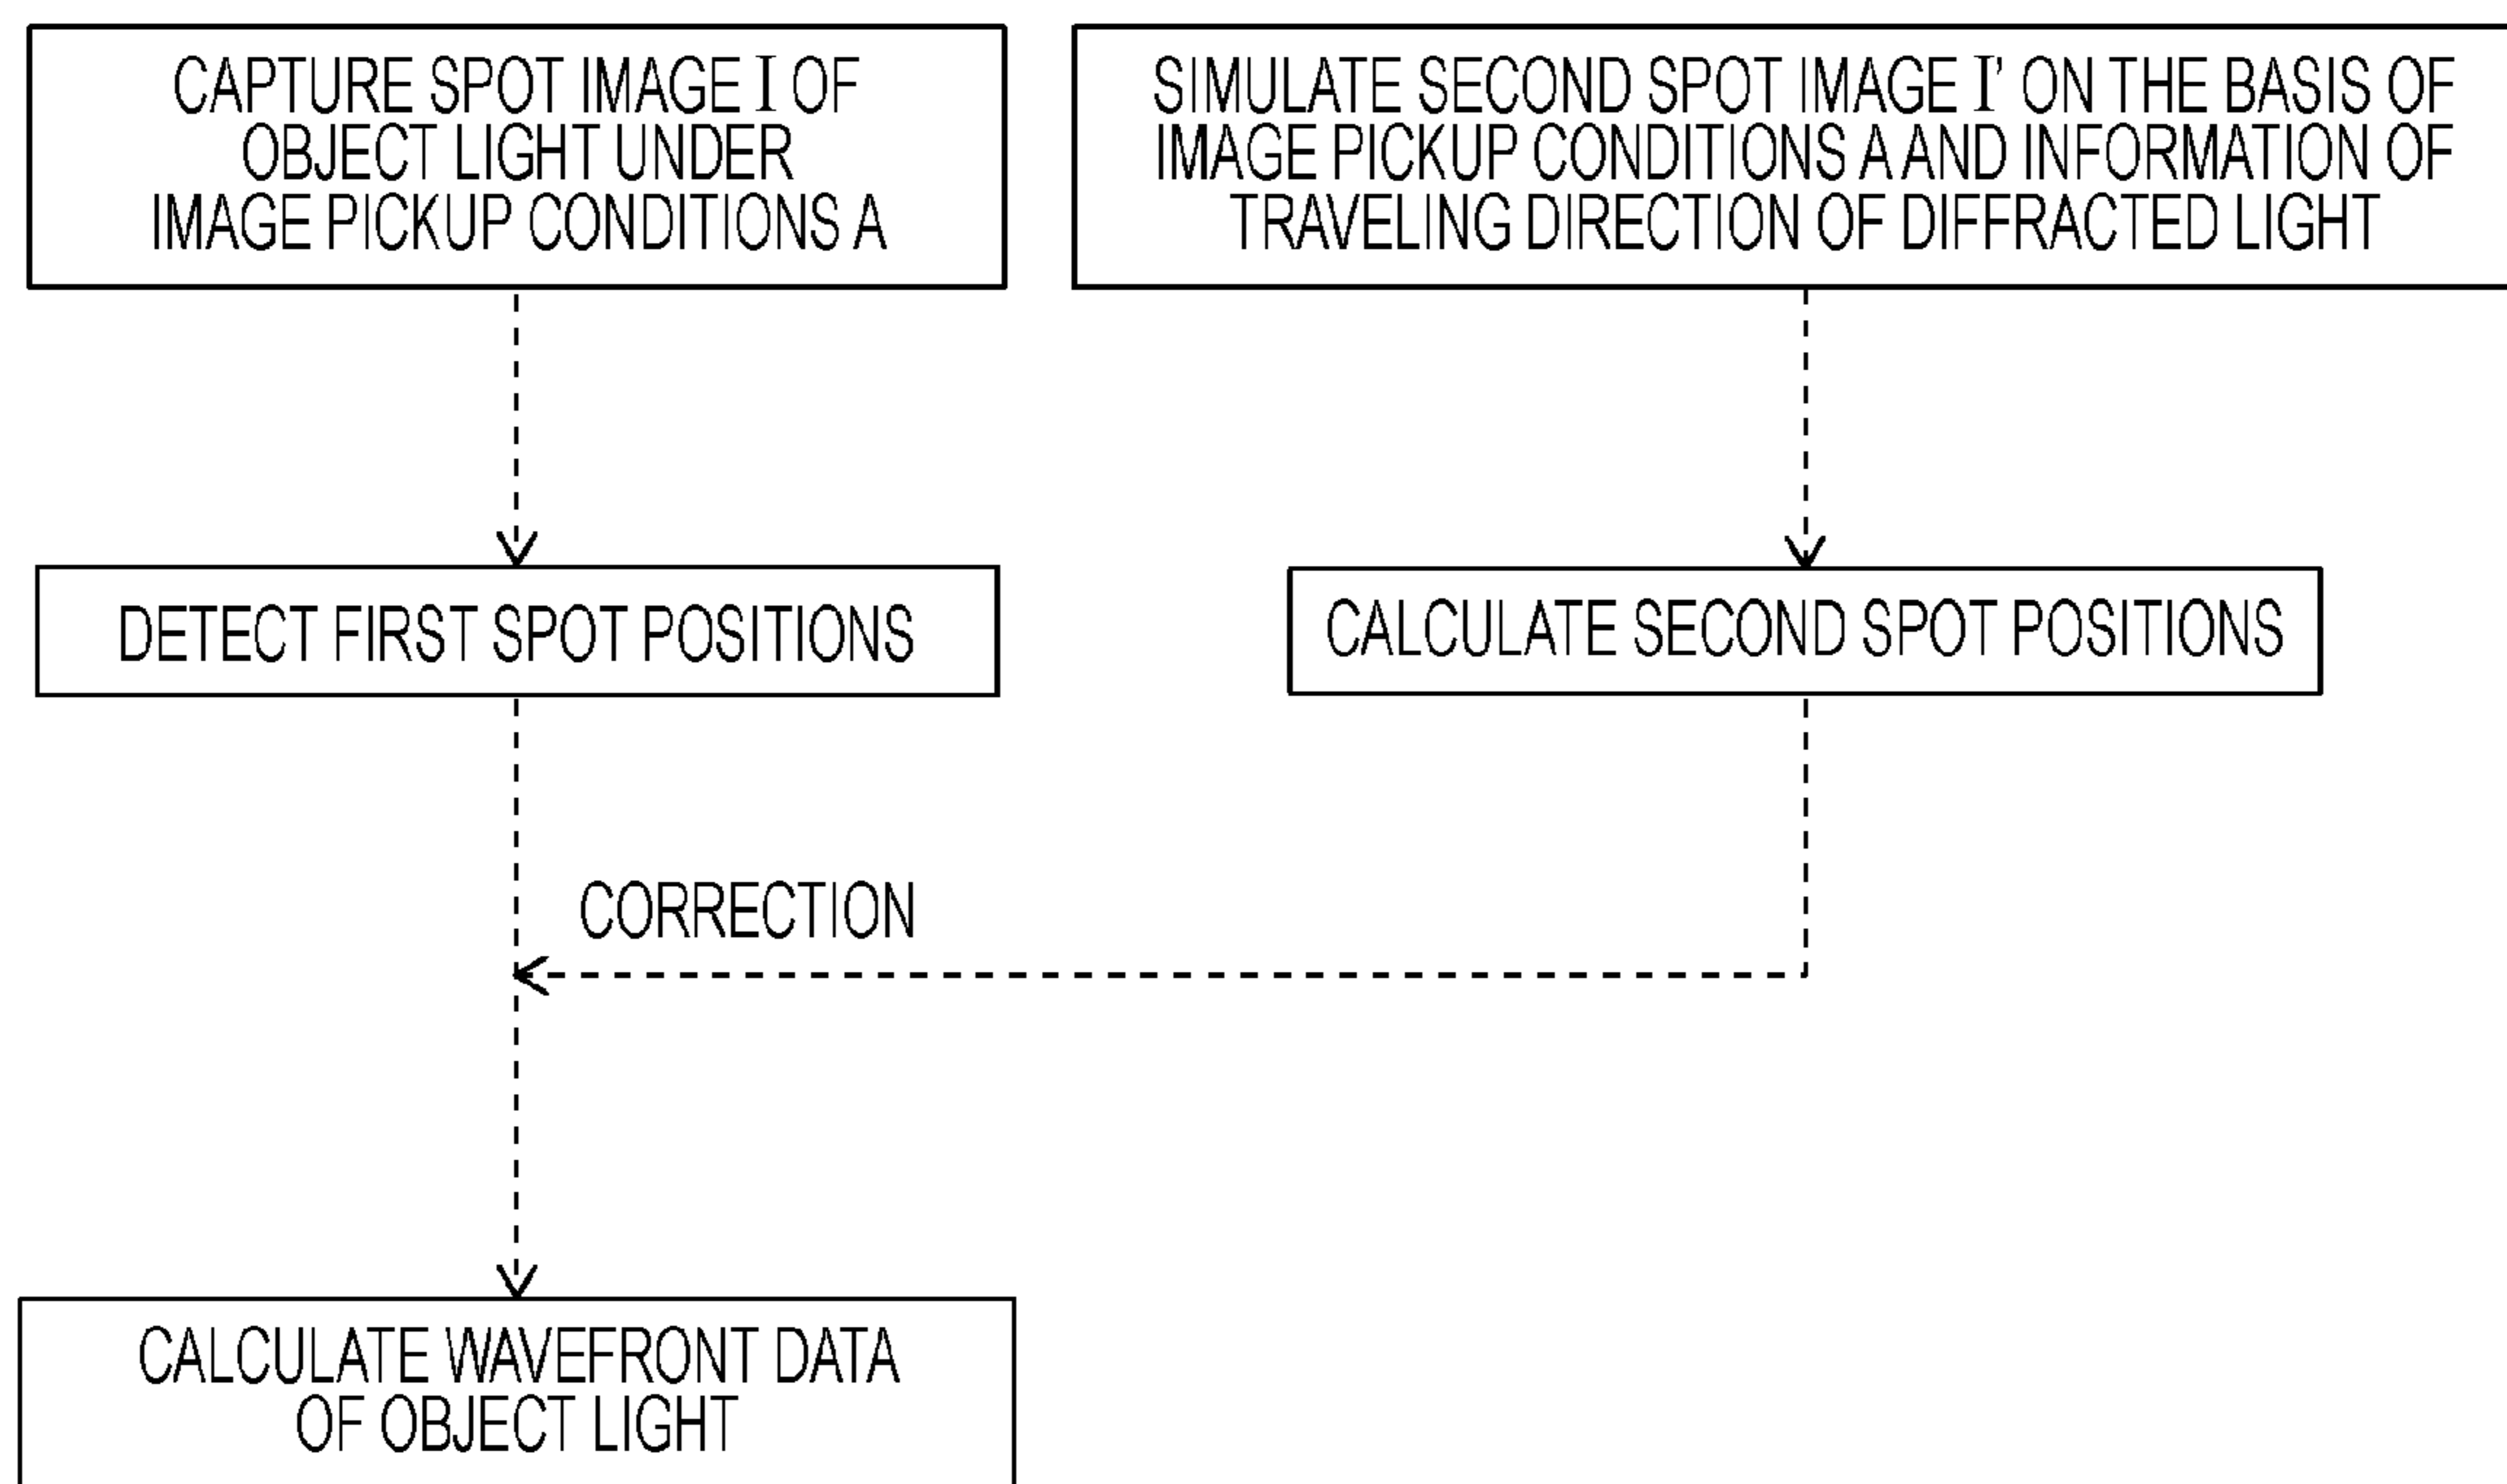 CAPTURE SPOT IMAGE I OF
OBJECT LIGHT UNDER
IMAGE PICKUP CONDITIONS A
SIMULATE SECOND SPOT IMAGE I' ON THE BASIS OF
IMAGE PICKUP CONDITIONS A AND INFORMATION OF
TRAVELING DIRECTION OF DIFFRACTED LIGHT
DETECT FIRST SPOT POSITIONS
CALCULATE SECOND SPOT POSITIONS
CORRECTION
CALCULATE WAVEFRONT DATA
OF OBJECT LIGHT